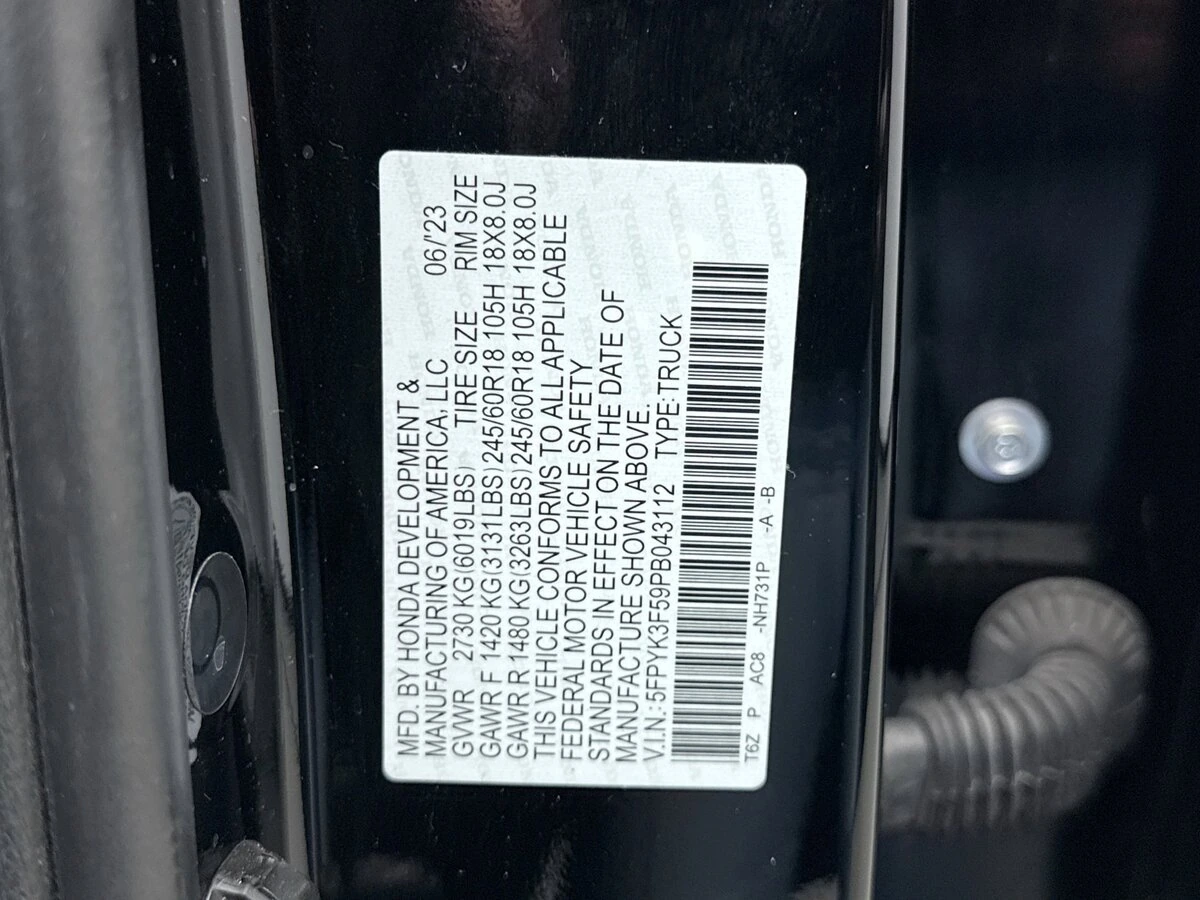 MFD. BY HONDA DEVELOPMENT &
MANUFACTURING OF AMERICA, LLC 06/'23
GVWR 2730 KG(6019LBS) TIRE SIZE RIM SIZE
GAWR F 1420 KG(3131LBS) 245/60R18 105H 18X8.0J
GAWR R 1480 KG(3263LBS) 245/60R18 105H 18X8.0J
THIS VEHICLE CONFORMS TO ALL APPLICABLE
FEDERAL MOTOR VEHICLE SAFETY
STANDARDS IN EFFECT ON THE DATE OF
MANUFACTURE SHOWN ABOVE.
V.I.N.: 5FPYK3F59PB043112 TYPE: TRUCK
T6Z P AC8 -NH731P -A -B